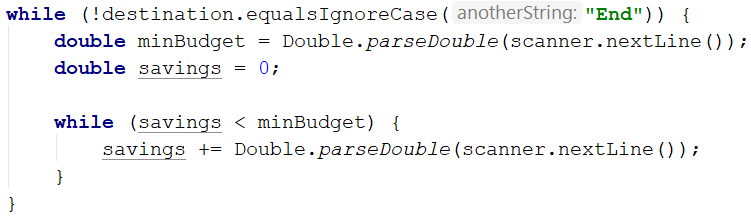 while (!destination.equalsIgnoreCase( anotherString: "End")) {
    double minBudget = Double.parseDouble(scanner.nextLine());
    double savings = 0;

    while (savings < minBudget) {
        savings += Double.parseDouble(scanner.nextLine());
    }
}